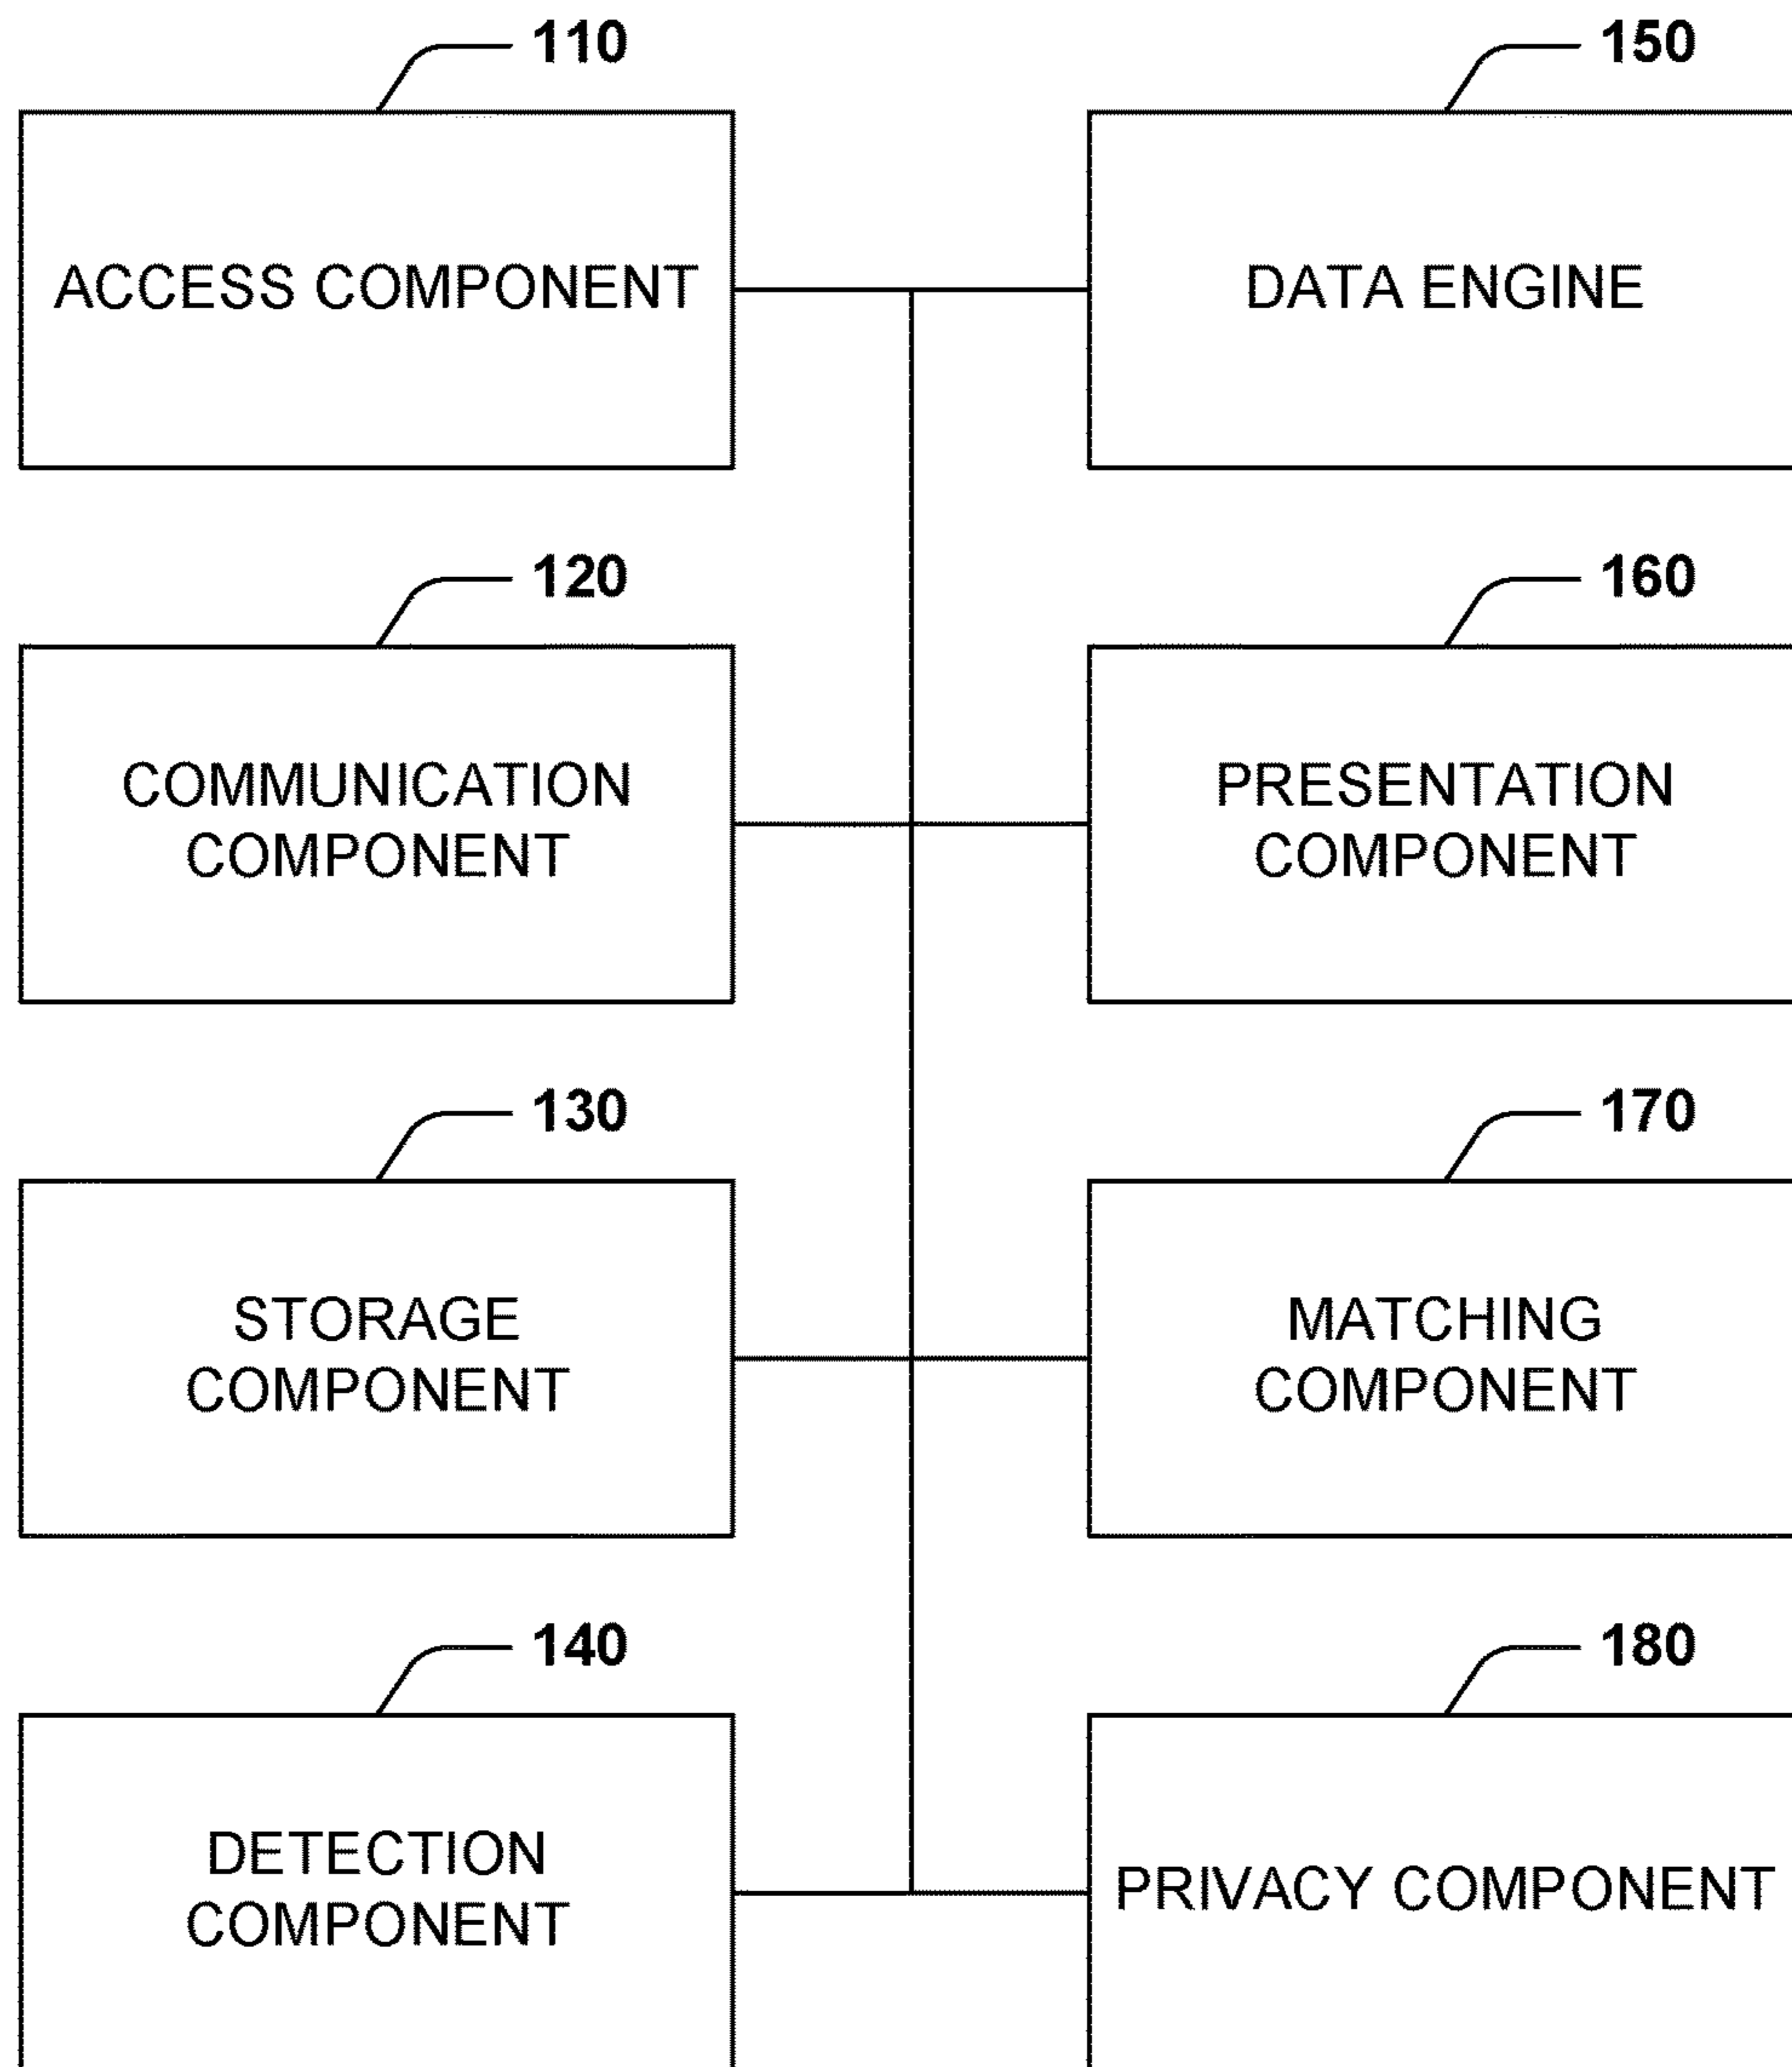 110
150
ACCESS COMPONENT
DATA ENGINE
120
160
COMMUNICATION
COMPONENT
PRESENTATION
COMPONENT
130
170
STORAGE
COMPONENT
MATCHING
COMPONENT
140
180
DETECTION
COMPONENT
PRIVACY COMPONENT